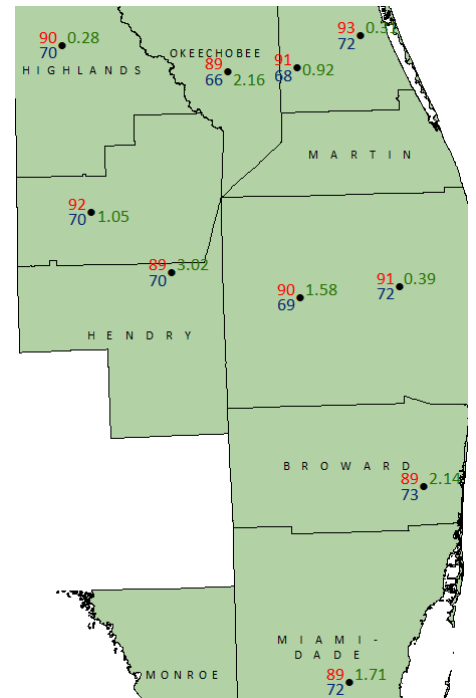 90 0.28
70
HIGHLANDS
OKEECHOBEE
89
66 2.16
91
68 0.92
93 0.31
72
MARTIN
92
70 1.05
89 3.02
70
HENDRY
90 1.58
69
91 0.39
72
BROWARD
89 2.14
73
MIAMI-
DADE
MONROE
89 1.71
72